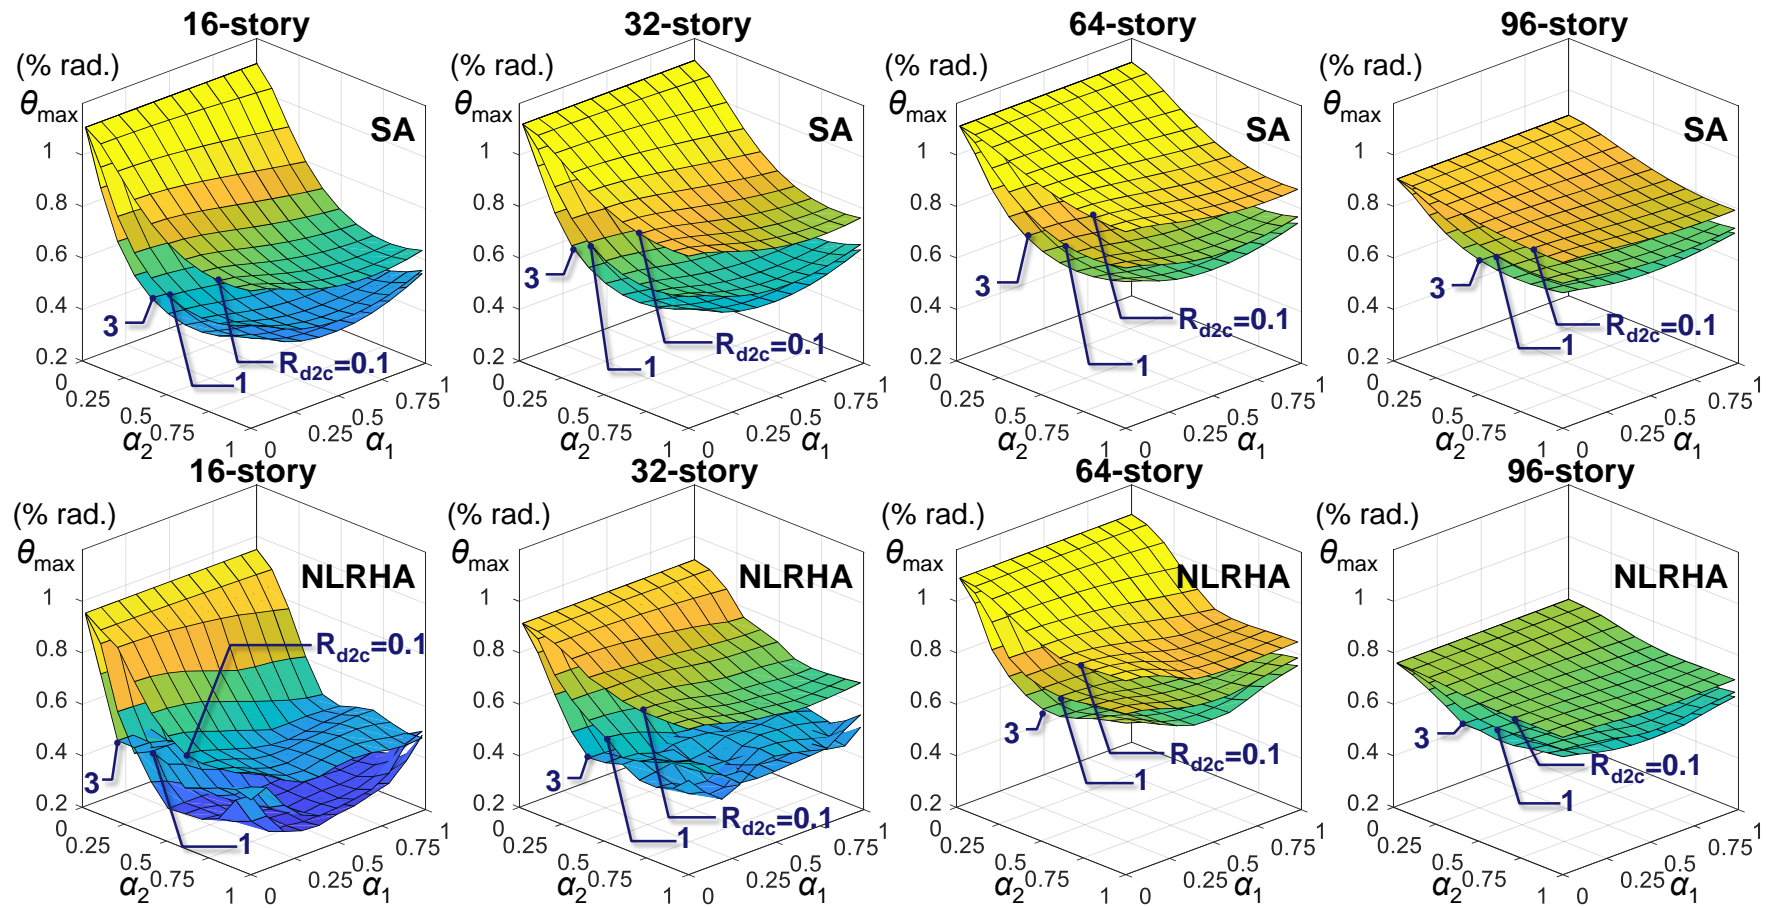 16-story
(% rad.)
θmax
SA
1
0.8
0.6
0.4
0.2
3
1
Rd2c=0.1
0
0.25
0.5
0.75
1
α2
0
0.25
0.5
0.75
1
α1
32-story
(% rad.)
θmax
SA
1
0.8
0.6
0.4
0.2
3
1
Rd2c=0.1
0
0.25
0.5
0.75
1
α2
0
0.25
0.5
0.75
1
α1
64-story
(% rad.)
θmax
SA
1
0.8
0.6
0.4
0.2
3
1
Rd2c=0.1
0
0.25
0.5
0.75
1
α2
0
0.25
0.5
0.75
1
α1
96-story
(% rad.)
θmax
SA
1
0.8
0.6
0.4
0.2
3
1
Rd2c=0.1
0
0.25
0.5
0.75
1
α2
0
0.25
0.5
0.75
1
α1
16-story
(% rad.)
θmax
NLRHA
1
0.8
0.6
0.4
0.2
Rd2c=0.1
3
1
0
0.25
0.5
0.75
1
α2
0
0.25
0.5
0.75
1
α1
32-story
(% rad.)
θmax
NLRHA
1
0.8
0.6
0.4
0.2
3
1
Rd2c=0.1
0
0.25
0.5
0.75
1
α2
0
0.25
0.5
0.75
1
α1
64-story
(% rad.)
θmax
NLRHA
1
0.8
0.6
0.4
0.2
3
1
Rd2c=0.1
0
0.25
0.5
0.75
1
α2
0
0.25
0.5
0.75
1
α1
96-story
(% rad.)
θmax
NLRHA
1
0.8
0.6
0.4
0.2
3
1
Rd2c=0.1
0
0.25
0.5
0.75
1
α2
0
0.25
0.5
0.75
1
α1